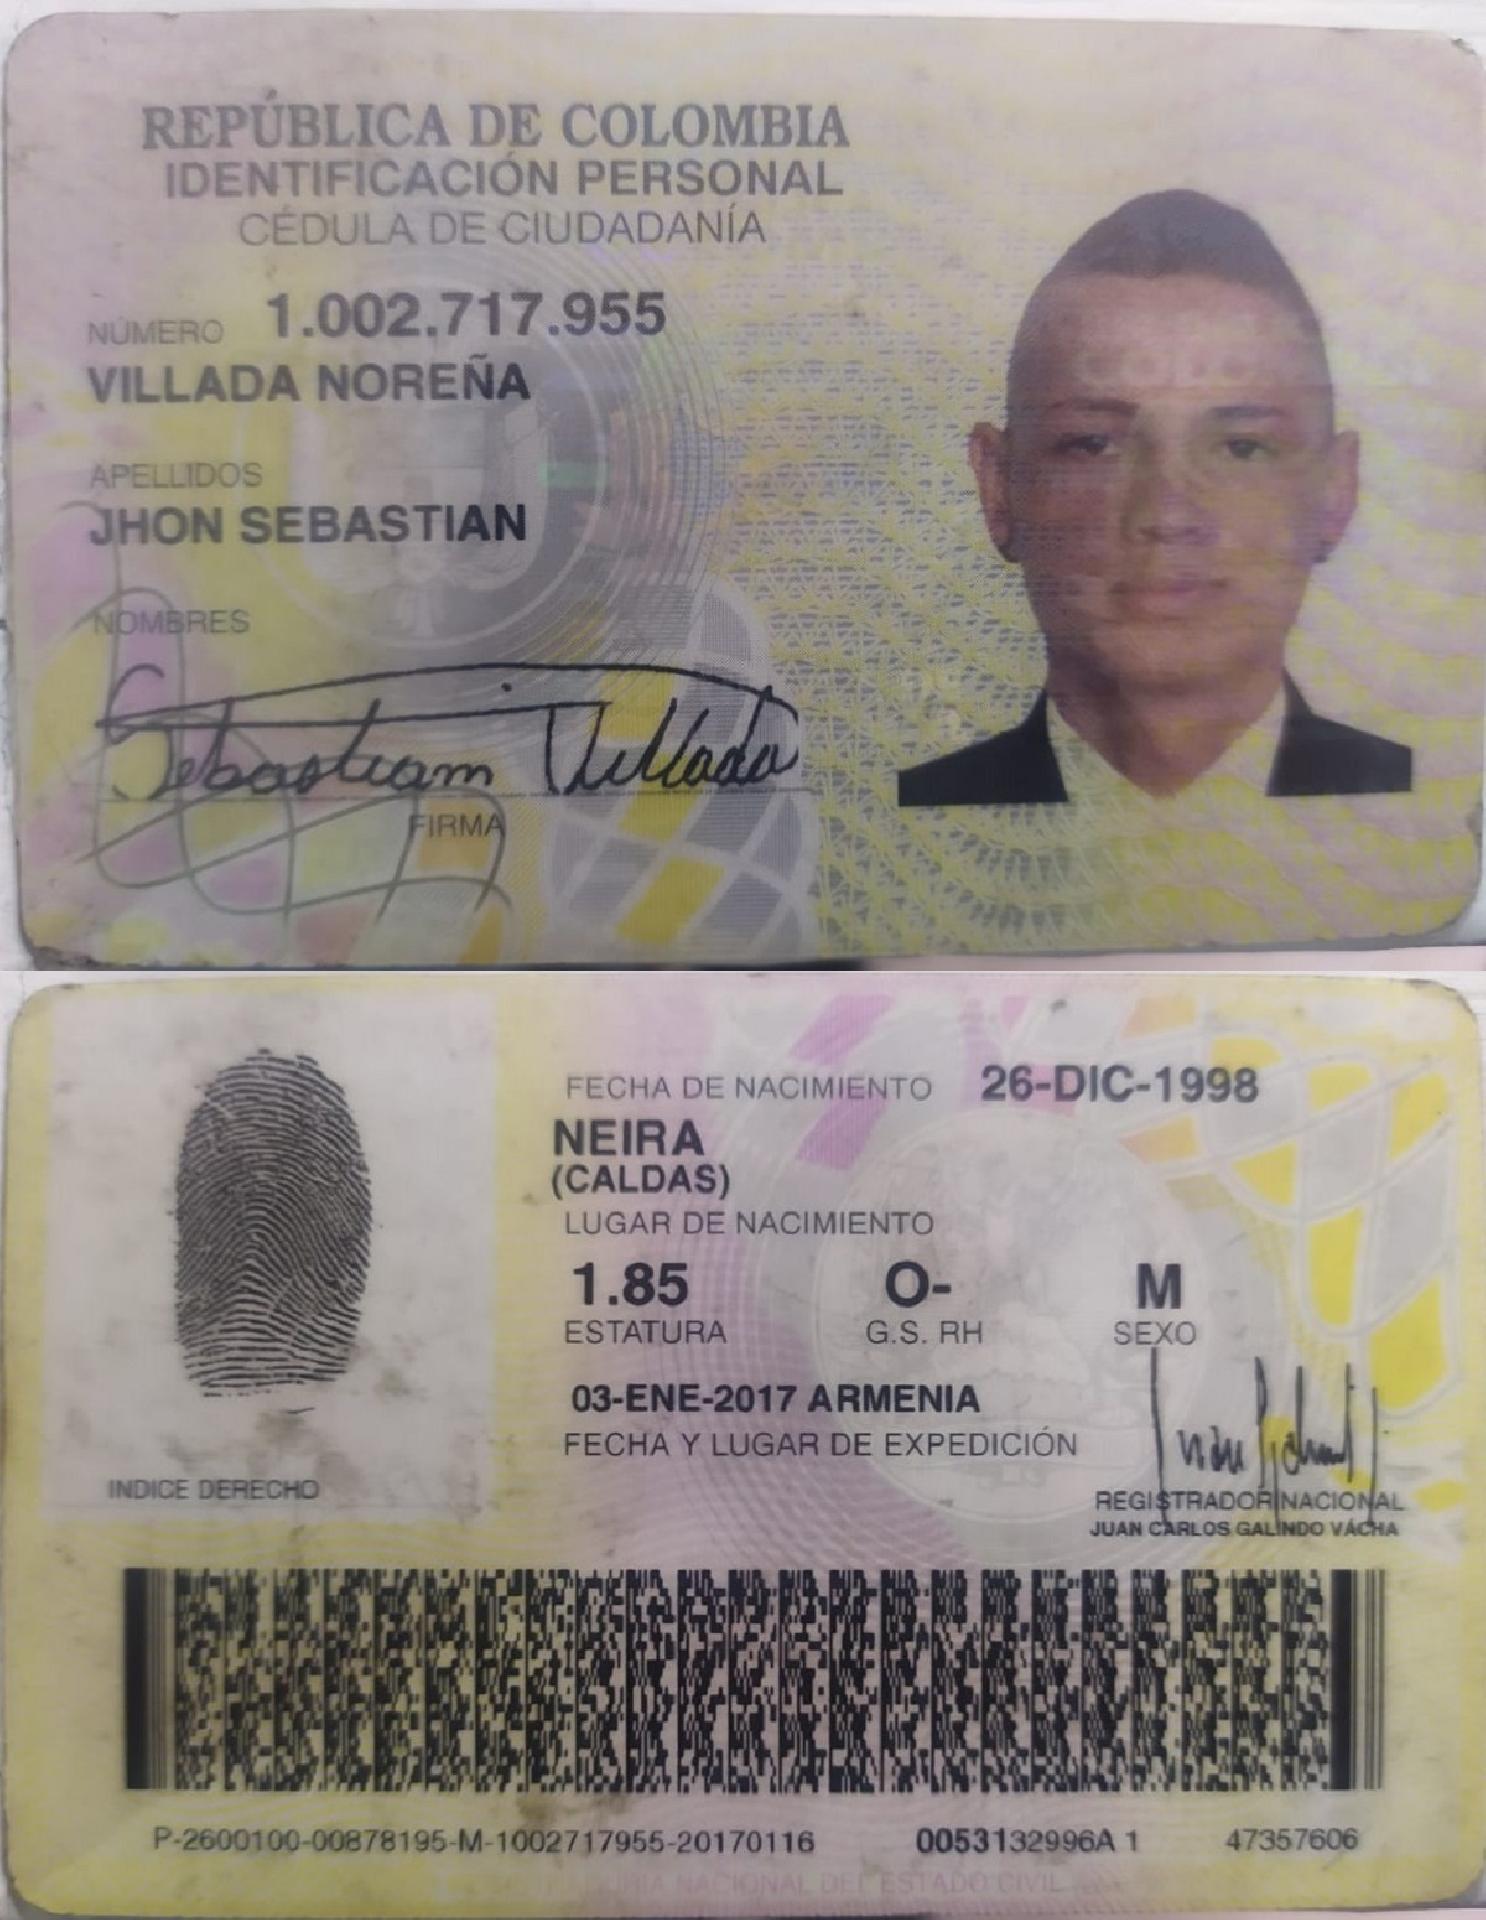 REPÚBLICA DE COLOMBIA
IDENTIFICACIÓN PERSONAL
CÉDULA DE CIUDADANÍA
NÚMERO 1.002.717.955
VILLADA NOREÑA
APELLIDOS
JHON SEBASTIAN
NOMBRES
Sebastiam Villada
FIRMA
FECHA DE NACIMIENTO 26-DIC-1998
NEIRA
(CALDAS)
LUGAR DE NACIMIENTO
1.85 O- M
ESTATURA G.S. RH SEXO
03-ENE-2017 ARMENIA
FECHA Y LUGAR DE EXPEDICIÓN
INDICE DERECHO
REGISTRADOR NACIONAL
JUAN CARLOS GALINDO VÁCHA
P-2600100-00878195-M-1002717955-20170116 0053132996A 1 47357606
NACIONAL DEL ESTADO CIVIL